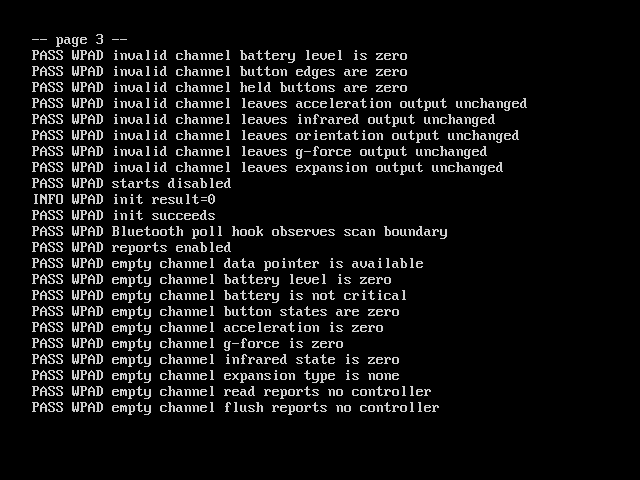 -- page 3 --
PASS WPAD invalid channel battery level is zero
PASS WPAD invalid channel button edges are zero
PASS WPAD invalid channel held buttons are zero
PASS WPAD invalid channel leaves acceleration output unchanged
PASS WPAD invalid channel leaves infrared output unchanged
PASS WPAD invalid channel leaves orientation output unchanged
PASS WPAD invalid channel leaves g-force output unchanged
PASS WPAD invalid channel leaves expansion output unchanged
PASS WPAD starts disabled
INFO WPAD init result=0
PASS WPAD init succeeds
PASS WPAD Bluetooth poll hook observes scan boundary
PASS WPAD reports enabled
PASS WPAD empty channel data pointer is available
PASS WPAD empty channel battery level is zero
PASS WPAD empty channel battery is not critical
PASS WPAD empty channel button states are zero
PASS WPAD empty channel acceleration is zero
PASS WPAD empty channel g-force is zero
PASS WPAD empty channel infrared state is zero
PASS WPAD empty channel expansion type is none
PASS WPAD empty channel read reports no controller
PASS WPAD empty channel flush reports no controller